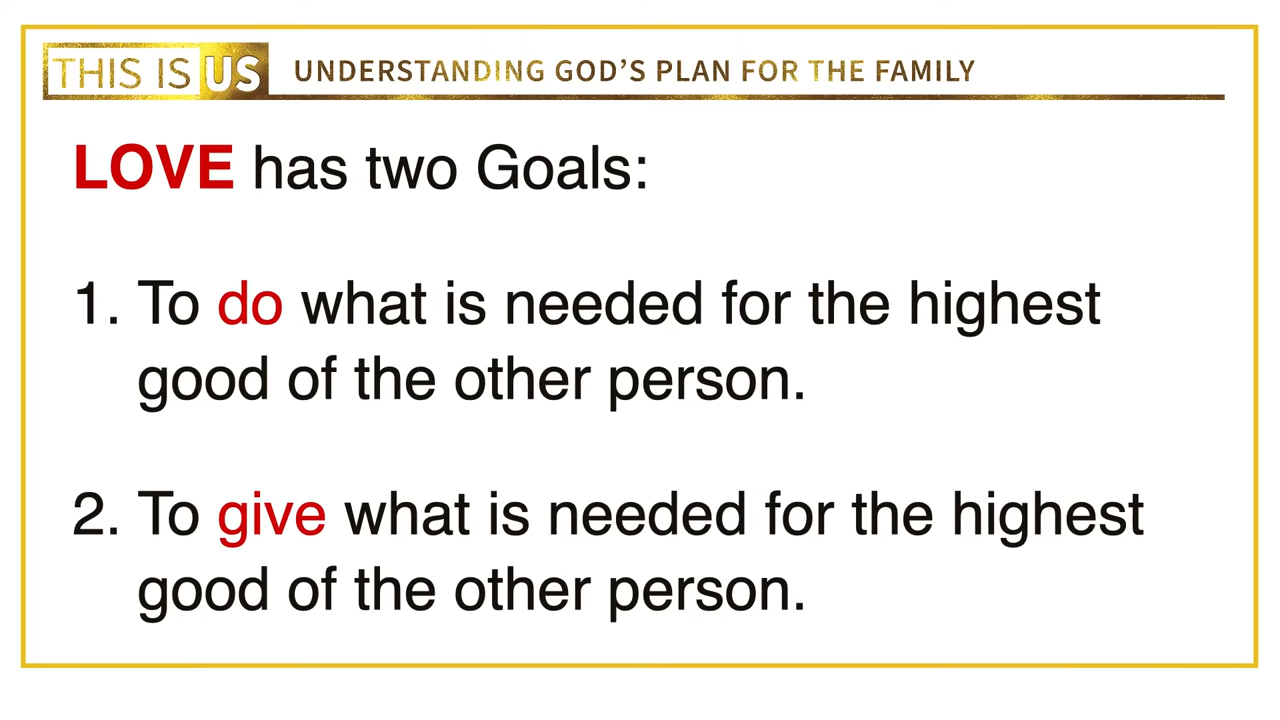 THIS IS US UNDERSTANDING GOD'S PLAN FOR THE FAMILY
LOVE has two Goals:
1. To do what is needed for the highest
good of the other person.
2. To give what is needed for the highest
good of the other person.